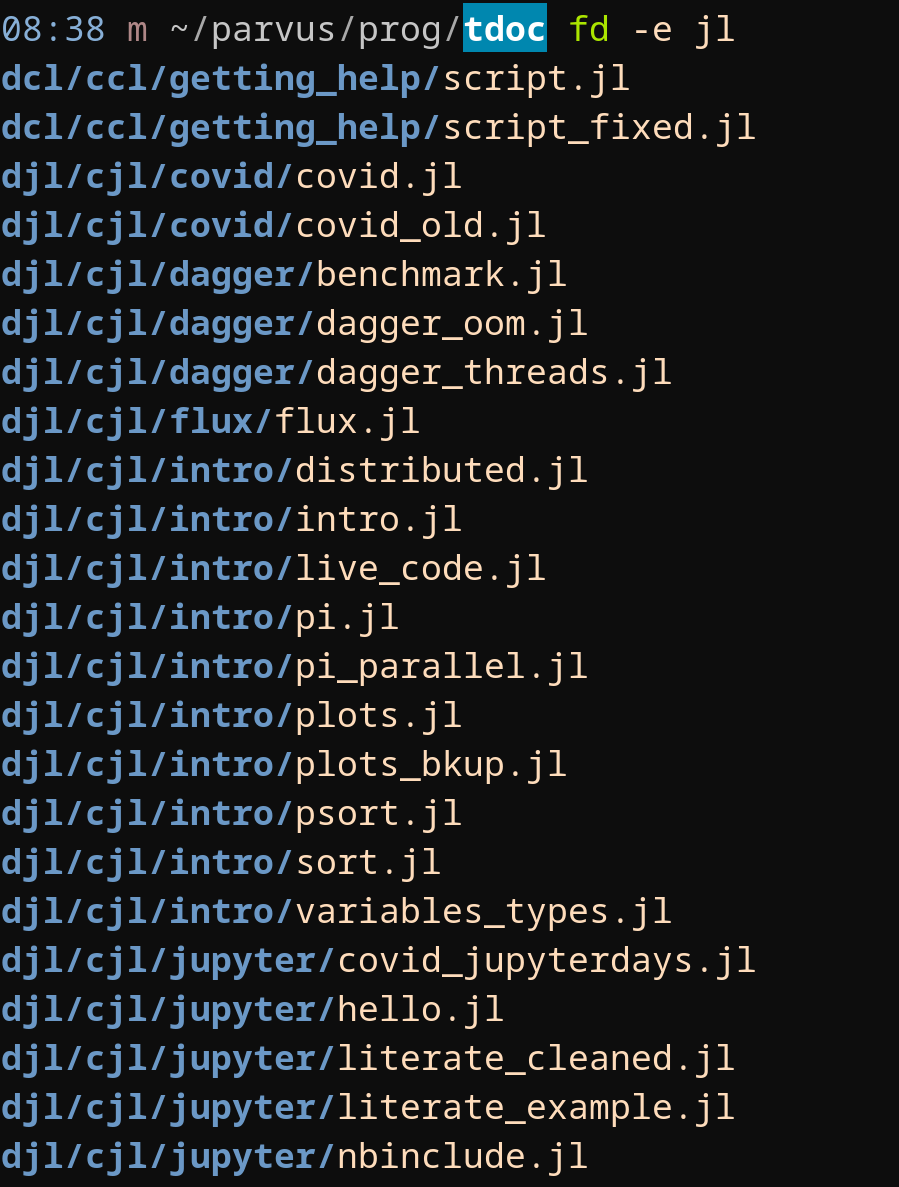 08:38 m ~/parvus/prog/tdoc fd -e jl
dcl/ccl/getting_help/script.jl
dcl/ccl/getting_help/script_fixed.jl
djl/cjl/covid/covid.jl
djl/cjl/covid/covid_old.jl
djl/cjl/dagger/benchmark.jl
djl/cjl/dagger/dagger_oom.jl
djl/cjl/dagger/dagger_threads.jl
djl/cjl/flux/flux.jl
djl/cjl/intro/distributed.jl
djl/cjl/intro/intro.jl
djl/cjl/intro/live_code.jl
djl/cjl/intro/pi.jl
djl/cjl/intro/pi_parallel.jl
djl/cjl/intro/plots.jl
djl/cjl/intro/plots_bkup.jl
djl/cjl/intro/psort.jl
djl/cjl/intro/sort.jl
djl/cjl/intro/variables_types.jl
djl/cjl/jupyter/covid_jupyterdays.jl
djl/cjl/jupyter/hello.jl
djl/cjl/jupyter/literate_cleaned.jl
djl/cjl/jupyter/literate_example.jl
djl/cjl/jupyter/nbinclude.jl